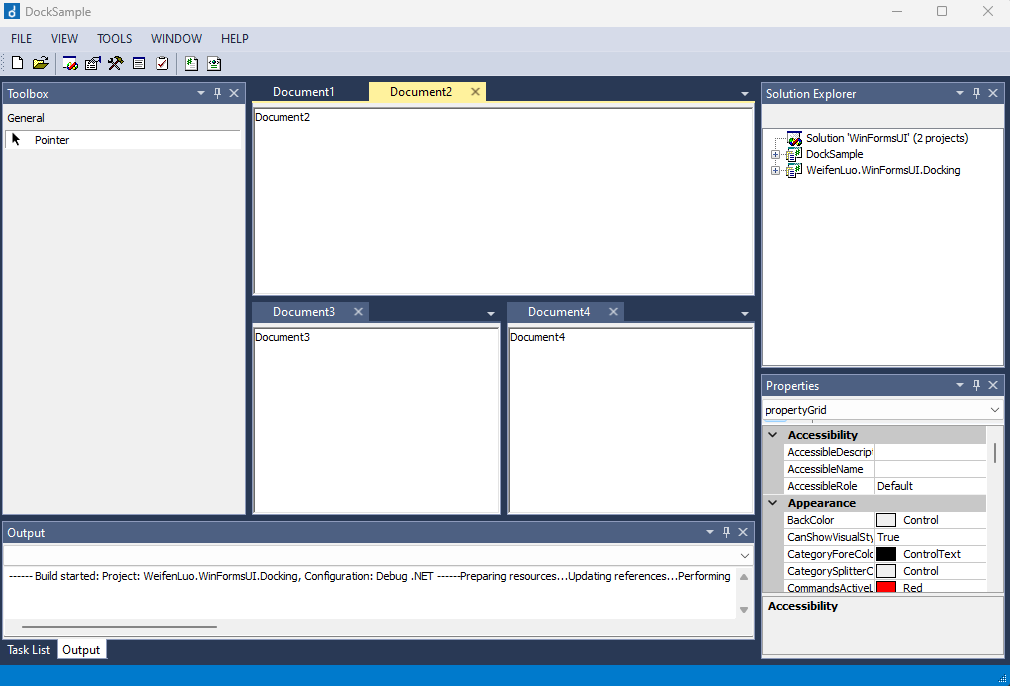 DockSample
FILE VIEW TOOLS WINDOW HELP
Toolbox
General
Pointer
Document1 Document2
Document2
Document3
Document3
Document4
Document4
Solution Explorer
Solution 'WinFormsUI' (2 projects)
DockSample
WeifenLuo.WinFormsUI.Docking
Properties
propertyGrid
Accessibility
AccessibleDescript
AccessibleName
AccessibleRole Default
Appearance
BackColor Control
CanShowVisualSty True
CategoryForeColo ControlText
CategorySplitterC Control
CommandsActiveL Red
Accessibility
Output
------ Build started: Project: WeifenLuo.WinFormsUI.Docking, Configuration: Debug .NET ------Preparing resources...Updating references...Performing
Task List Output